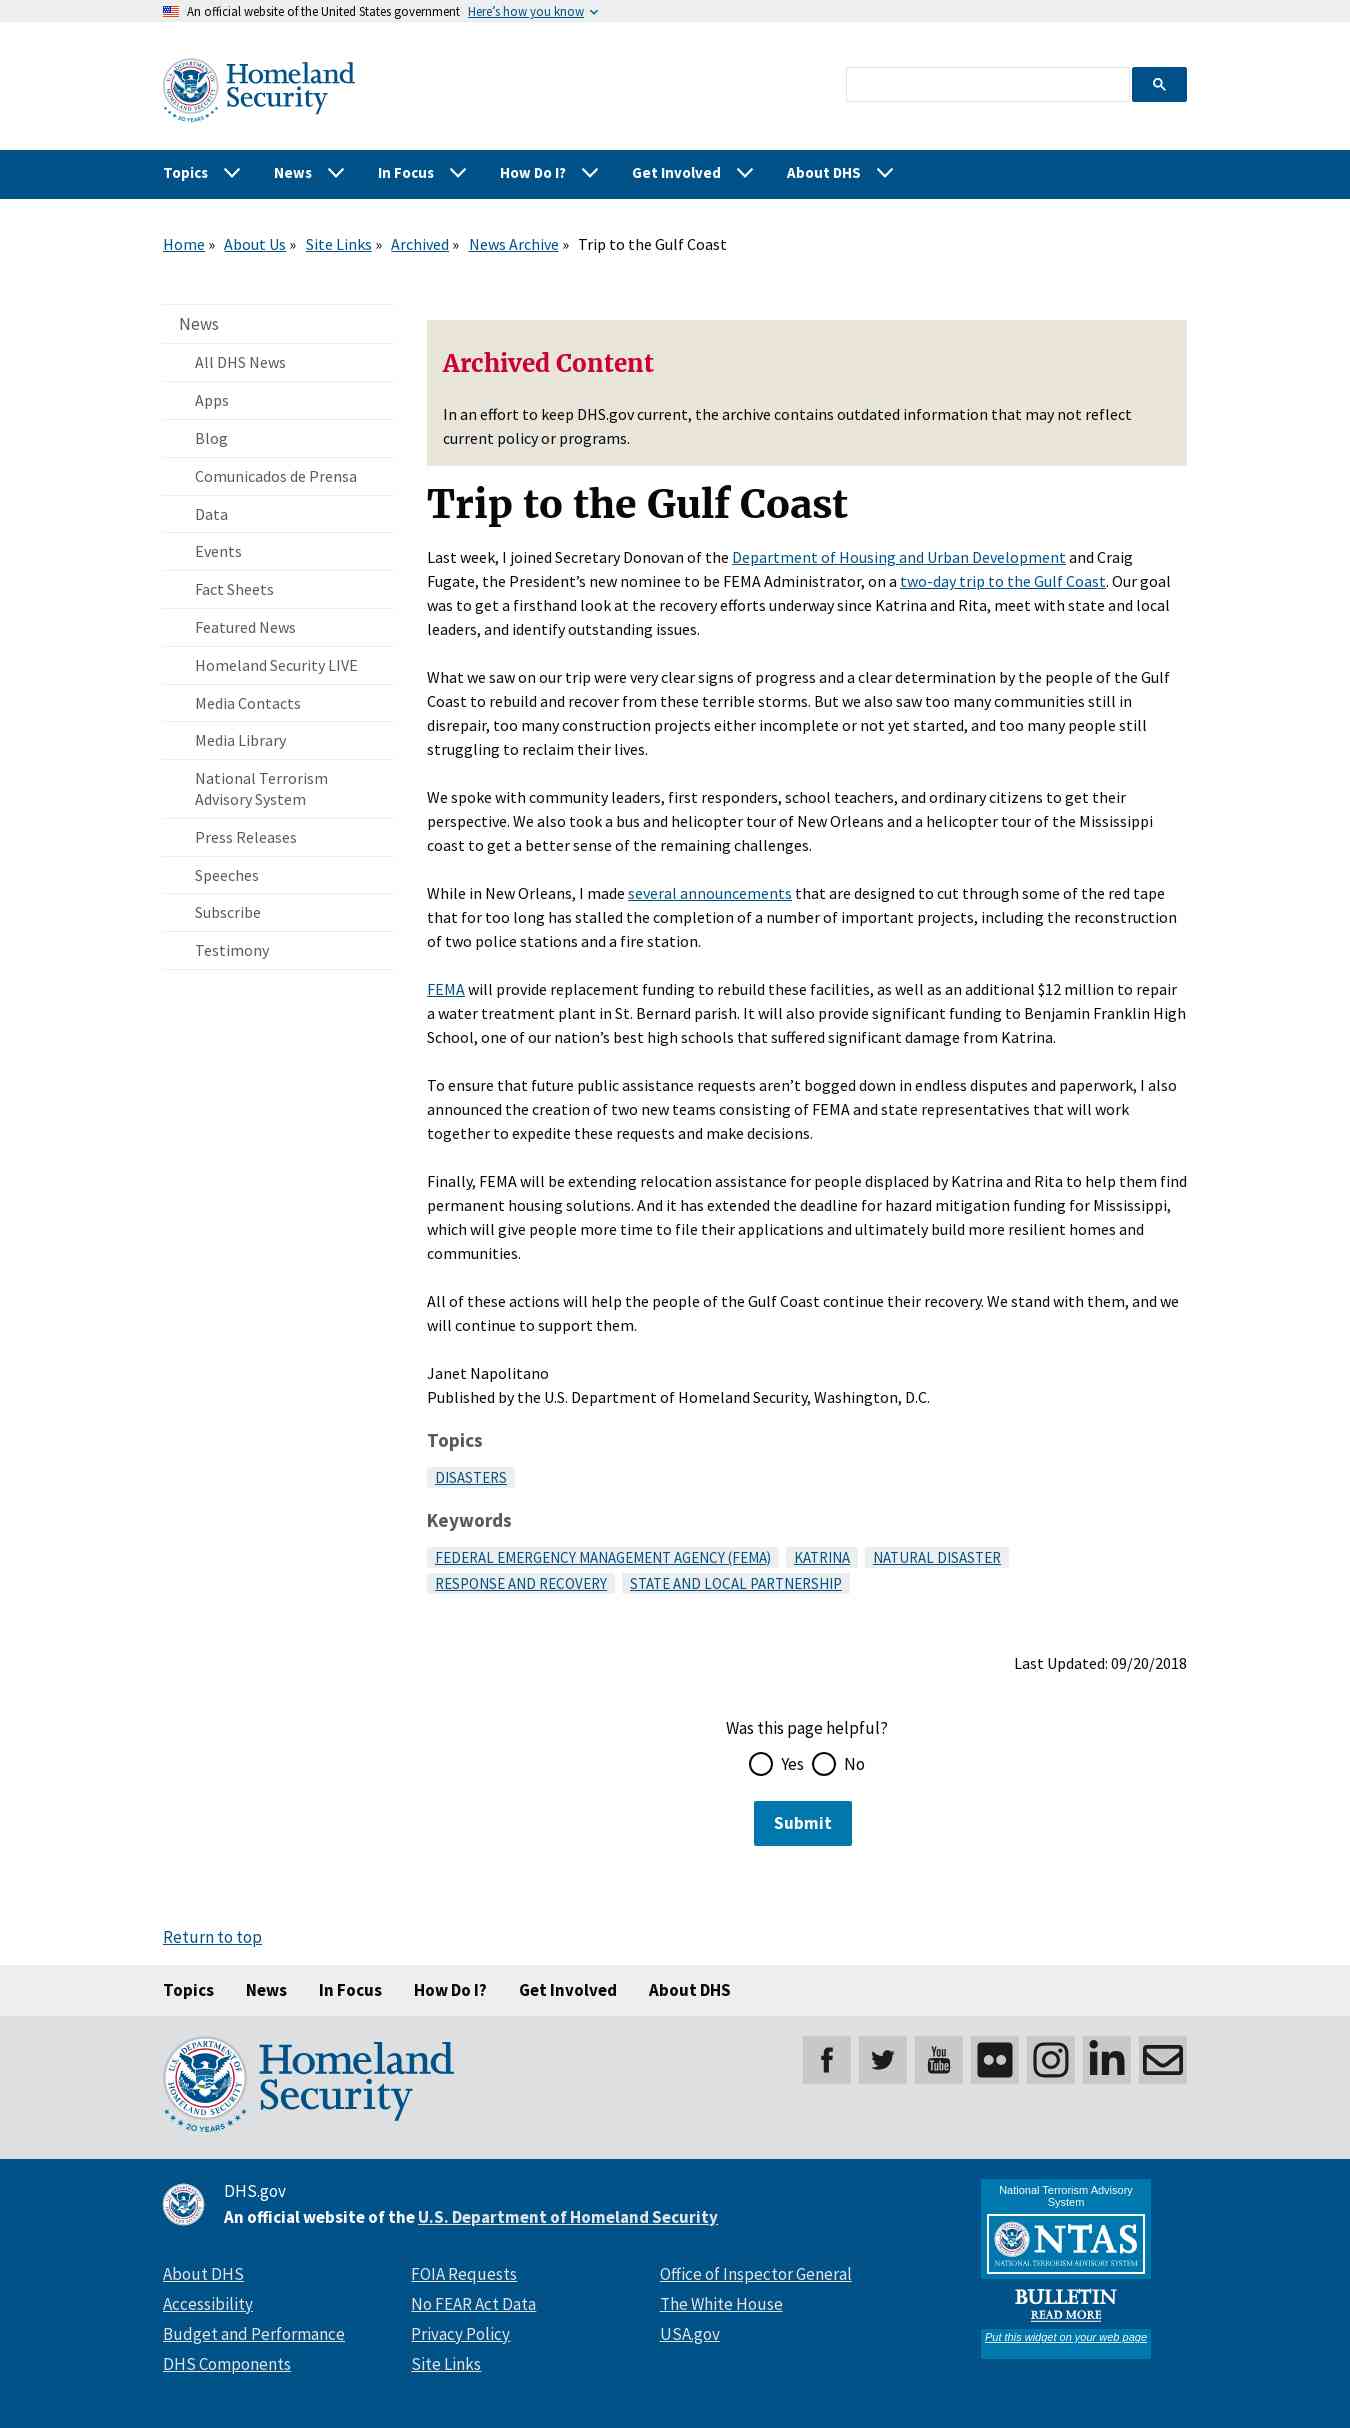 An official website of the United States government Here's how you know
U.S. DEPARTMENT OF HOMELAND SECURITY
20 YEARS
Homeland
Security
Topics News In Focus How Do I? Get Involved About DHS
Home » About Us » Site Links » Archived » News Archive » Trip to the Gulf Coast
News
All DHS News
Apps
Blog
Comunicados de Prensa
Data
Events
Fact Sheets
Featured News
Homeland Security LIVE
Media Contacts
Media Library
National Terrorism
Advisory System
Press Releases
Speeches
Subscribe
Testimony
Archived Content
In an effort to keep DHS.gov current, the archive contains outdated information that may not reflect
current policy or programs.
Trip to the Gulf Coast
Last week, I joined Secretary Donovan of the Department of Housing and Urban Development and Craig
Fugate, the President’s new nominee to be FEMA Administrator, on a two-day trip to the Gulf Coast. Our goal
was to get a firsthand look at the recovery efforts underway since Katrina and Rita, meet with state and local
leaders, and identify outstanding issues.
What we saw on our trip were very clear signs of progress and a clear determination by the people of the Gulf
Coast to rebuild and recover from these terrible storms. But we also saw too many communities still in
disrepair, too many construction projects either incomplete or not yet started, and too many people still
struggling to reclaim their lives.
We spoke with community leaders, first responders, school teachers, and ordinary citizens to get their
perspective. We also took a bus and helicopter tour of New Orleans and a helicopter tour of the Mississippi
coast to get a better sense of the remaining challenges.
While in New Orleans, I made several announcements that are designed to cut through some of the red tape
that for too long has stalled the completion of a number of important projects, including the reconstruction
of two police stations and a fire station.
FEMA will provide replacement funding to rebuild these facilities, as well as an additional $12 million to repair
a water treatment plant in St. Bernard parish. It will also provide significant funding to Benjamin Franklin High
School, one of our nation’s best high schools that suffered significant damage from Katrina.
To ensure that future public assistance requests aren’t bogged down in endless disputes and paperwork, I also
announced the creation of two new teams consisting of FEMA and state representatives that will work
together to expedite these requests and make decisions.
Finally, FEMA will be extending relocation assistance for people displaced by Katrina and Rita to help them find
permanent housing solutions. And it has extended the deadline for hazard mitigation funding for Mississippi,
which will give people more time to file their applications and ultimately build more resilient homes and
communities.
All of these actions will help the people of the Gulf Coast continue their recovery. We stand with them, and we
will continue to support them.
Janet Napolitano
Published by the U.S. Department of Homeland Security, Washington, D.C.
Topics
DISASTERS
Keywords
FEDERAL EMERGENCY MANAGEMENT AGENCY (FEMA) KATRINA NATURAL DISASTER
RESPONSE AND RECOVERY STATE AND LOCAL PARTNERSHIP
Last Updated: 09/20/2018
Was this page helpful?
Yes No
Submit
Return to top
Topics News In Focus How Do I? Get Involved About DHS
U.S. DEPARTMENT OF HOMELAND SECURITY
20 YEARS
Homeland
Security
f You Tube in
DHS.gov
An official website of the U.S. Department of Homeland Security
About DHS
Accessibility
Budget and Performance
DHS Components
FOIA Requests
No FEAR Act Data
Privacy Policy
Site Links
Office of Inspector General
The White House
USA.gov
National Terrorism Advisory
System
NTAS
NATIONAL TERRORISM ADVISORY SYSTEM
BULLETIN
READ MORE
Put this widget on your web page